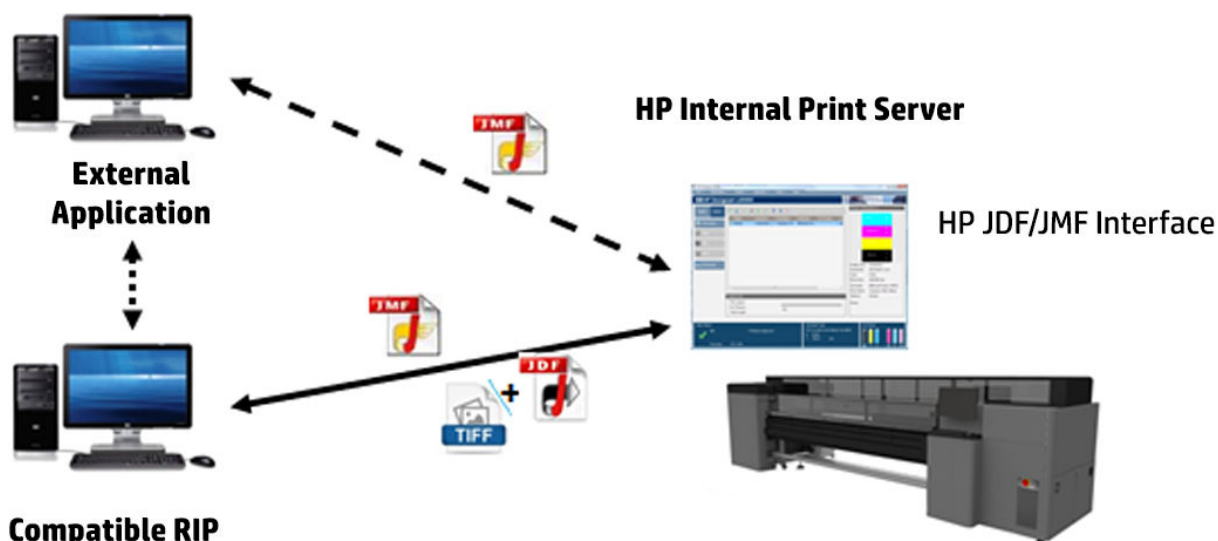 JMF
HP Internal Print Server
External
Application
HP JDF/JMF Interface
JMF
JDF
+
TIFF
Compatible RIP